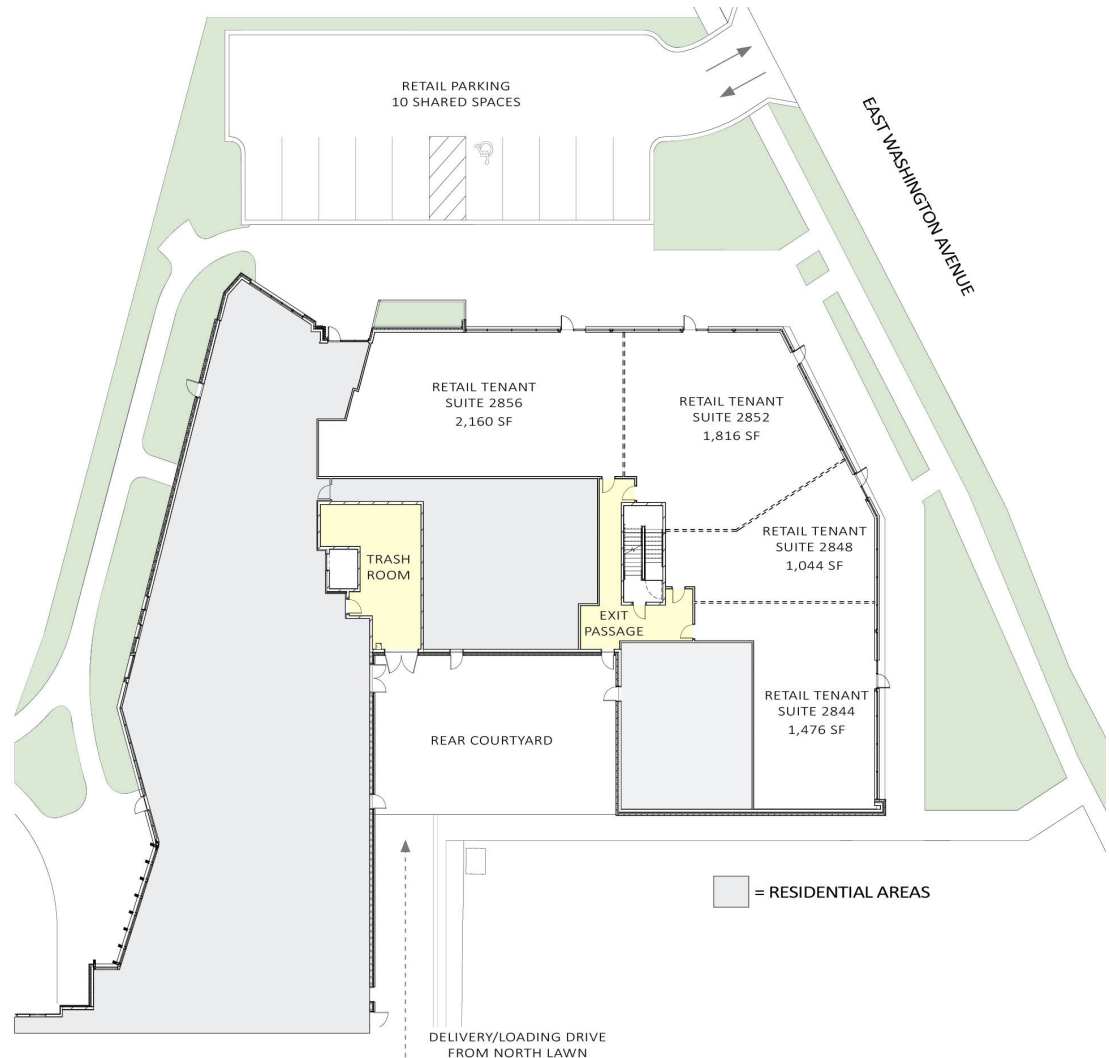 RETAIL PARKING
10 SHARED SPACES
EAST WASHINGTON AVENUE
RETAIL TENANT
SUITE 2856
2,160 SF
RETAIL TENANT
SUITE 2852
1,816 SF
RETAIL TENANT
SUITE 2848
1,044 SF
TRASH
ROOM
EXIT
PASSAGE
RETAIL TENANT
SUITE 2844
1,476 SF
REAR COURTYARD
= RESIDENTIAL AREAS
DELIVERY/LOADING DRIVE
FROM NORTH LAWN